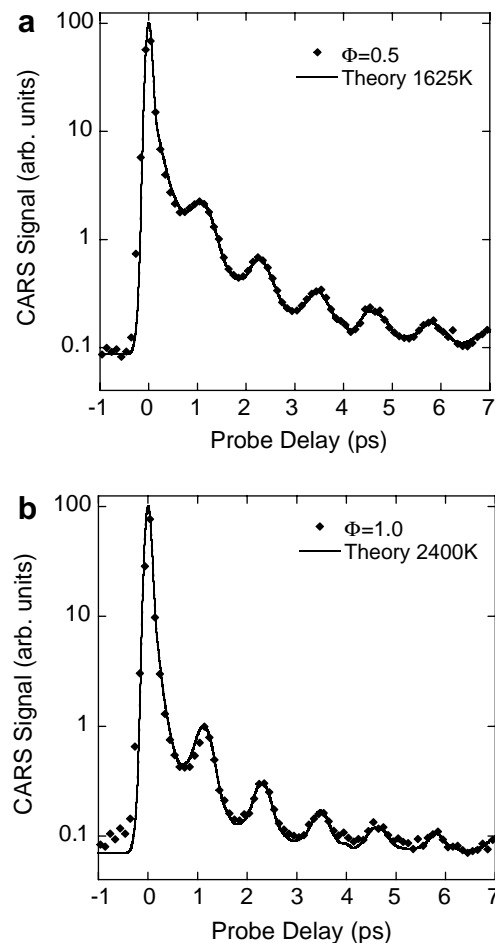 a
100
10
1
0.1
CARS Signal (arb. units)
Φ=0.5
Theory 1625K
-1 0 1 2 3 4 5 6 7
Probe Delay (ps)
b
100
10
1
0.1
CARS Signal (arb. units)
Φ=1.0
Theory 2400K
-1 0 1 2 3 4 5 6 7
Probe Delay (ps)